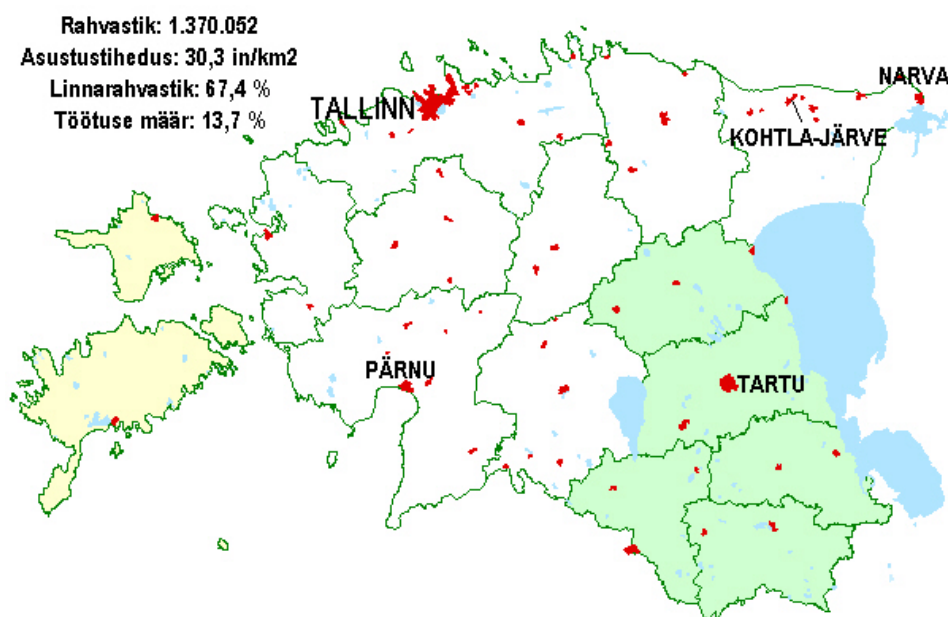 Rahvastik: 1.370.052
Asustustihedus: 30,3 in/km2
Linnarahvastik: 67,4 %
Töötuse määr: 13,7 %
NARVA
TALLINN
KOHTLA-JÄRVE
PÄRNU
TARTU